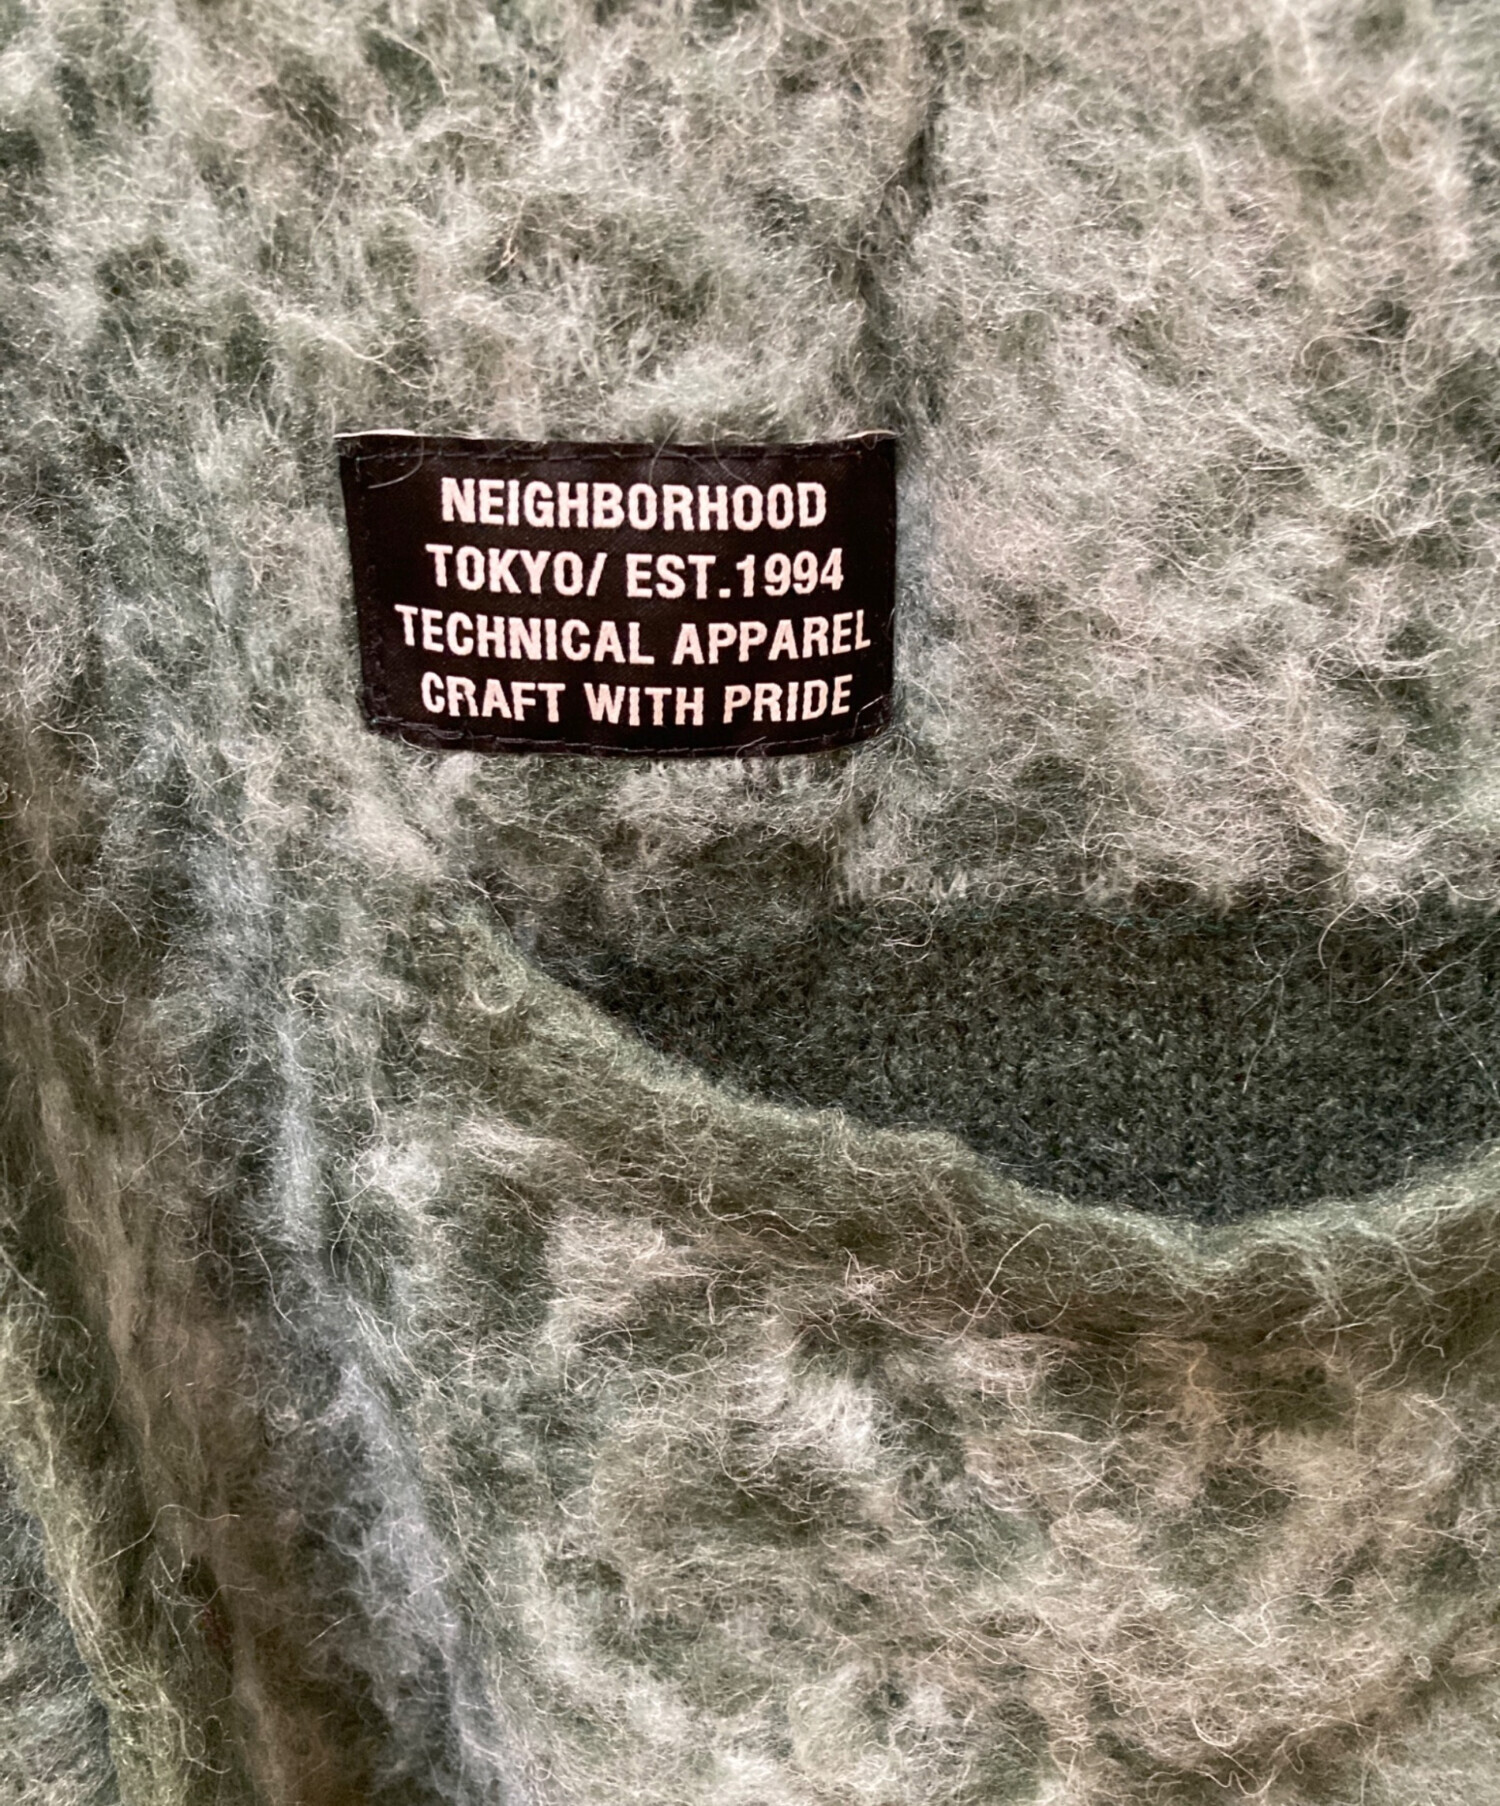 NEIGHBORHOOD
TOKYO/ EST.1994
TECHNICAL APPAREL
CRAFT WITH PRIDE